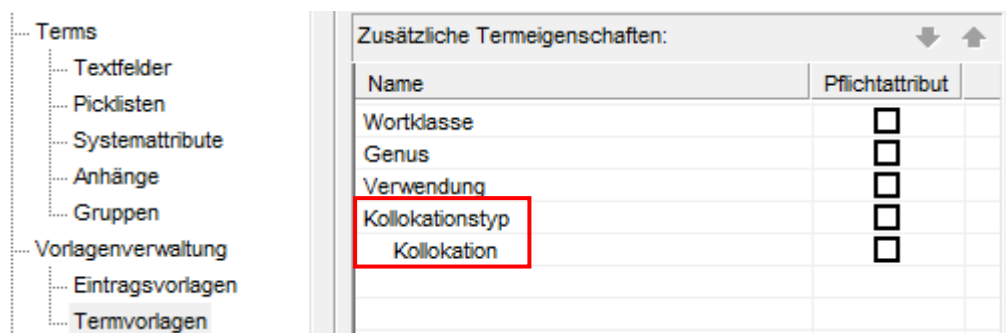 Terms
Textfelder
Picklisten
Systemattribute
Anhänge
Gruppen
Vorlagenverwaltung
Eintragsvorlagen
Termvorlagen
Zusätzliche Termeigenschaften:
Name Pflichtattribut
Wortklasse
Genus
Verwendung
Kollokationstyp
Kollokation